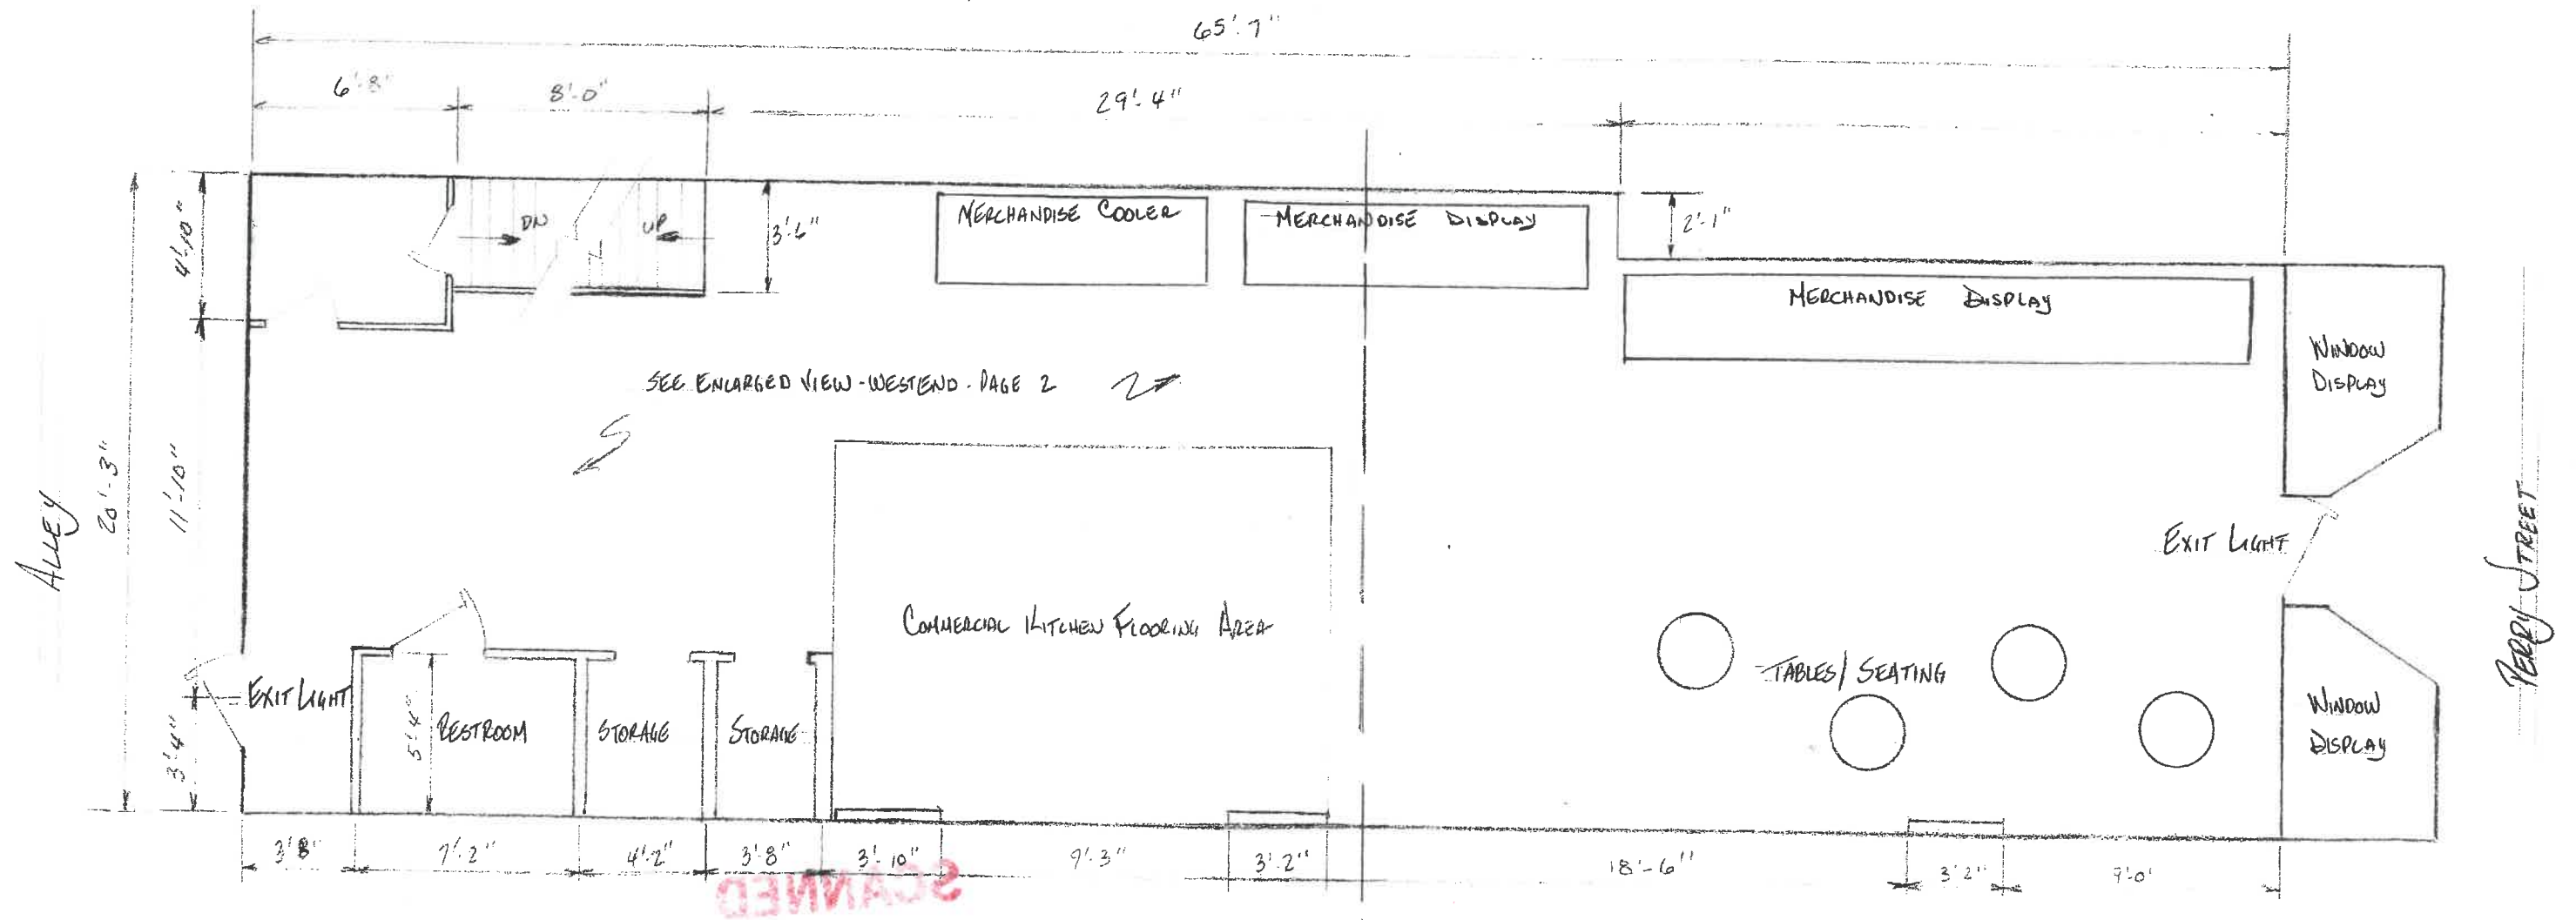 65'-7"
6'-8"
8'-0"
29'-4"
4'-10"
DN
UP
3'-6"
MERCHANDISE COOLER
MERCHANDISE DISPLAY
2'-1"
MERCHANDISE DISPLAY
WINDOW
DISPLAY
SEE ENLARGED VIEW-WESTEND-PAGE 2
ALLEY
20'-3"
11'-10"
EXIT LIGHT
PERRY STREET
COMMERCIAL KITCHEN FLOORING AREA
TABLES/SEATING
EXIT LIGHT
3'4"
5'-4"
RESTROOM
STORAGE
STORAGE
WINDOW
DISPLAY
3'8"
7'-2"
4'-2"
3'-8"
3'-10"
9'-3"
3'-2"
18'-6"
3'2"
9'-0"
SCANNED